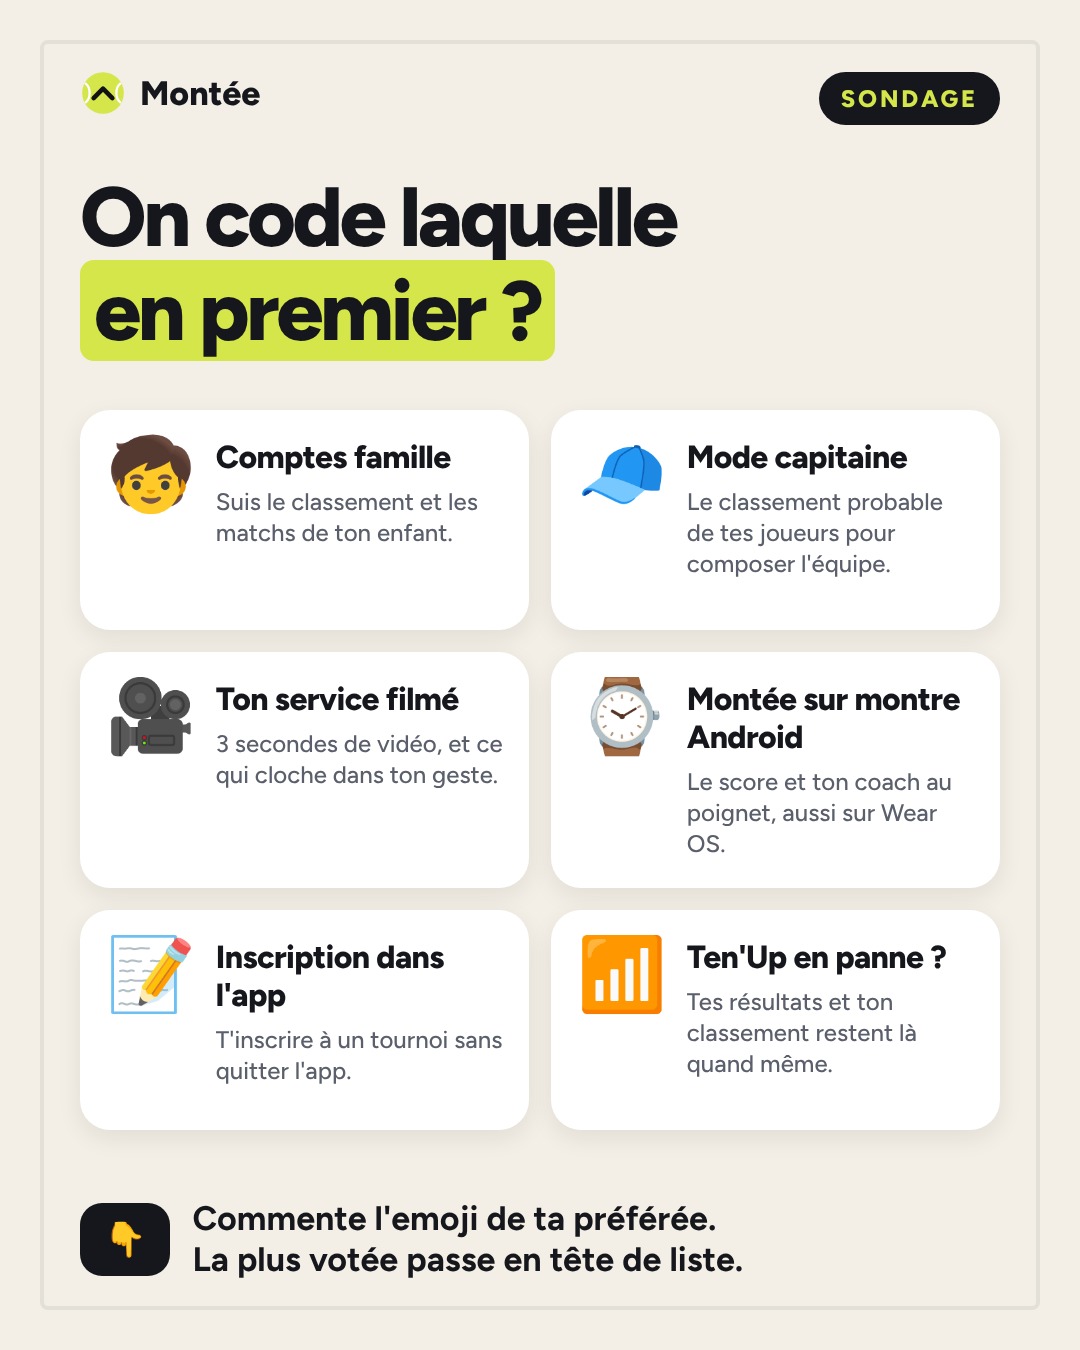 Montée
SONDAGE
On code laquelle
en premier ?
Comptes famille
Suis le classement et les
matchs de ton enfant.
Mode capitaine
Le classement probable
de tes joueurs pour
composer l'équipe.
Ton service filmé
3 secondes de vidéo, et ce
qui cloche dans ton geste.
Montée sur montre
Android
Le score et ton coach au
poignet, aussi sur Wear
OS.
Inscription dans
l'app
T'inscrire à un tournoi sans
quitter l'app.
Ten'Up en panne ?
Tes résultats et ton
classement restent là
quand même.
Commente l'emoji de ta préférée.
La plus votée passe en tête de liste.